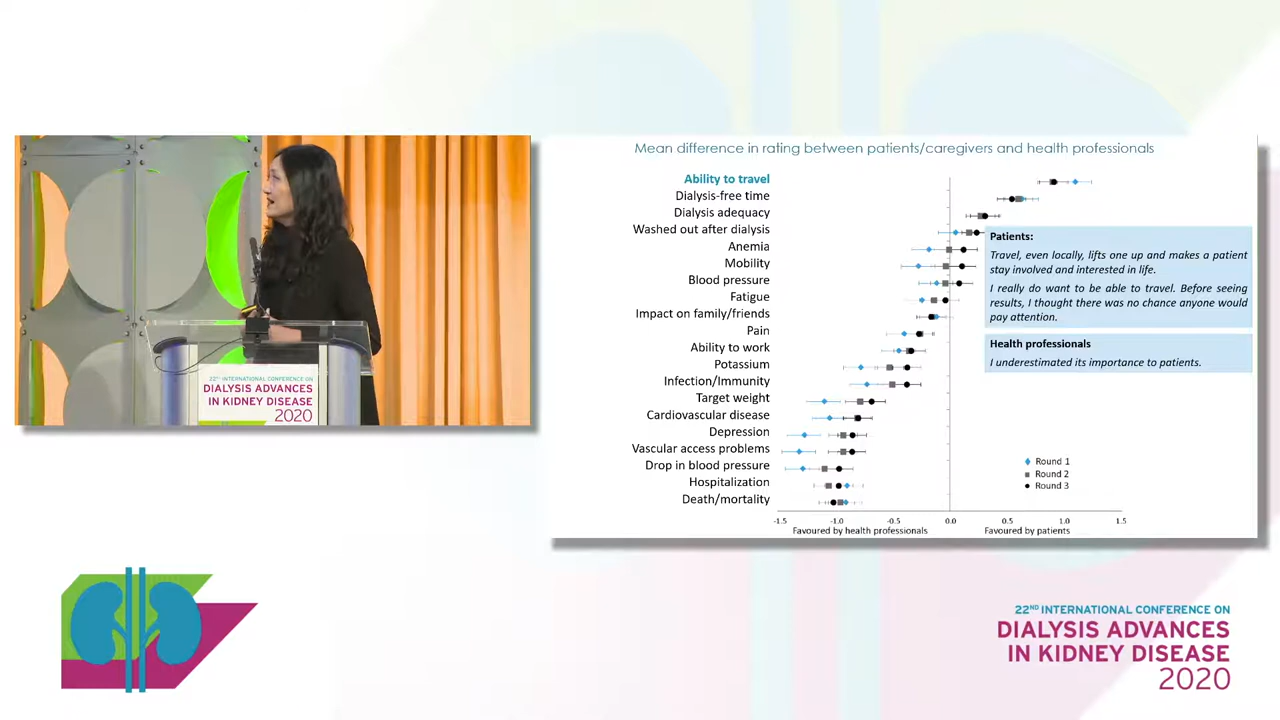 22ND INTERNATIONAL CONFERENCE ON
DIALYSIS ADVANCES
IN KIDNEY DISEASE
2020
Mean difference in rating between patients/caregivers and health professionals
Ability to travel
Dialysis-free time
Dialysis adequacy
Washed out after dialysis
Anemia
Mobility
Blood pressure
Fatigue
Impact on family/friends
Pain
Ability to work
Potassium
Infection/Immunity
Target weight
Cardiovascular disease
Depression
Vascular access problems
Drop in blood pressure
Hospitalization
Death/mortality
Patients:
Travel, even locally, lifts one up and makes a patient
stay involved and interested in life.
I really do want to be able to travel. Before seeing
results, I thought there was no chance anyone would
pay attention.
Health professionals
I underestimated its importance to patients.
Round 1
Round 2
Round 3
-1.5 -1.0 -0.5 0.0 0.5 1.0 1.5
Favoured by health professionals Favoured by patients
22ND INTERNATIONAL CONFERENCE ON
DIALYSIS ADVANCES
IN KIDNEY DISEASE
2020